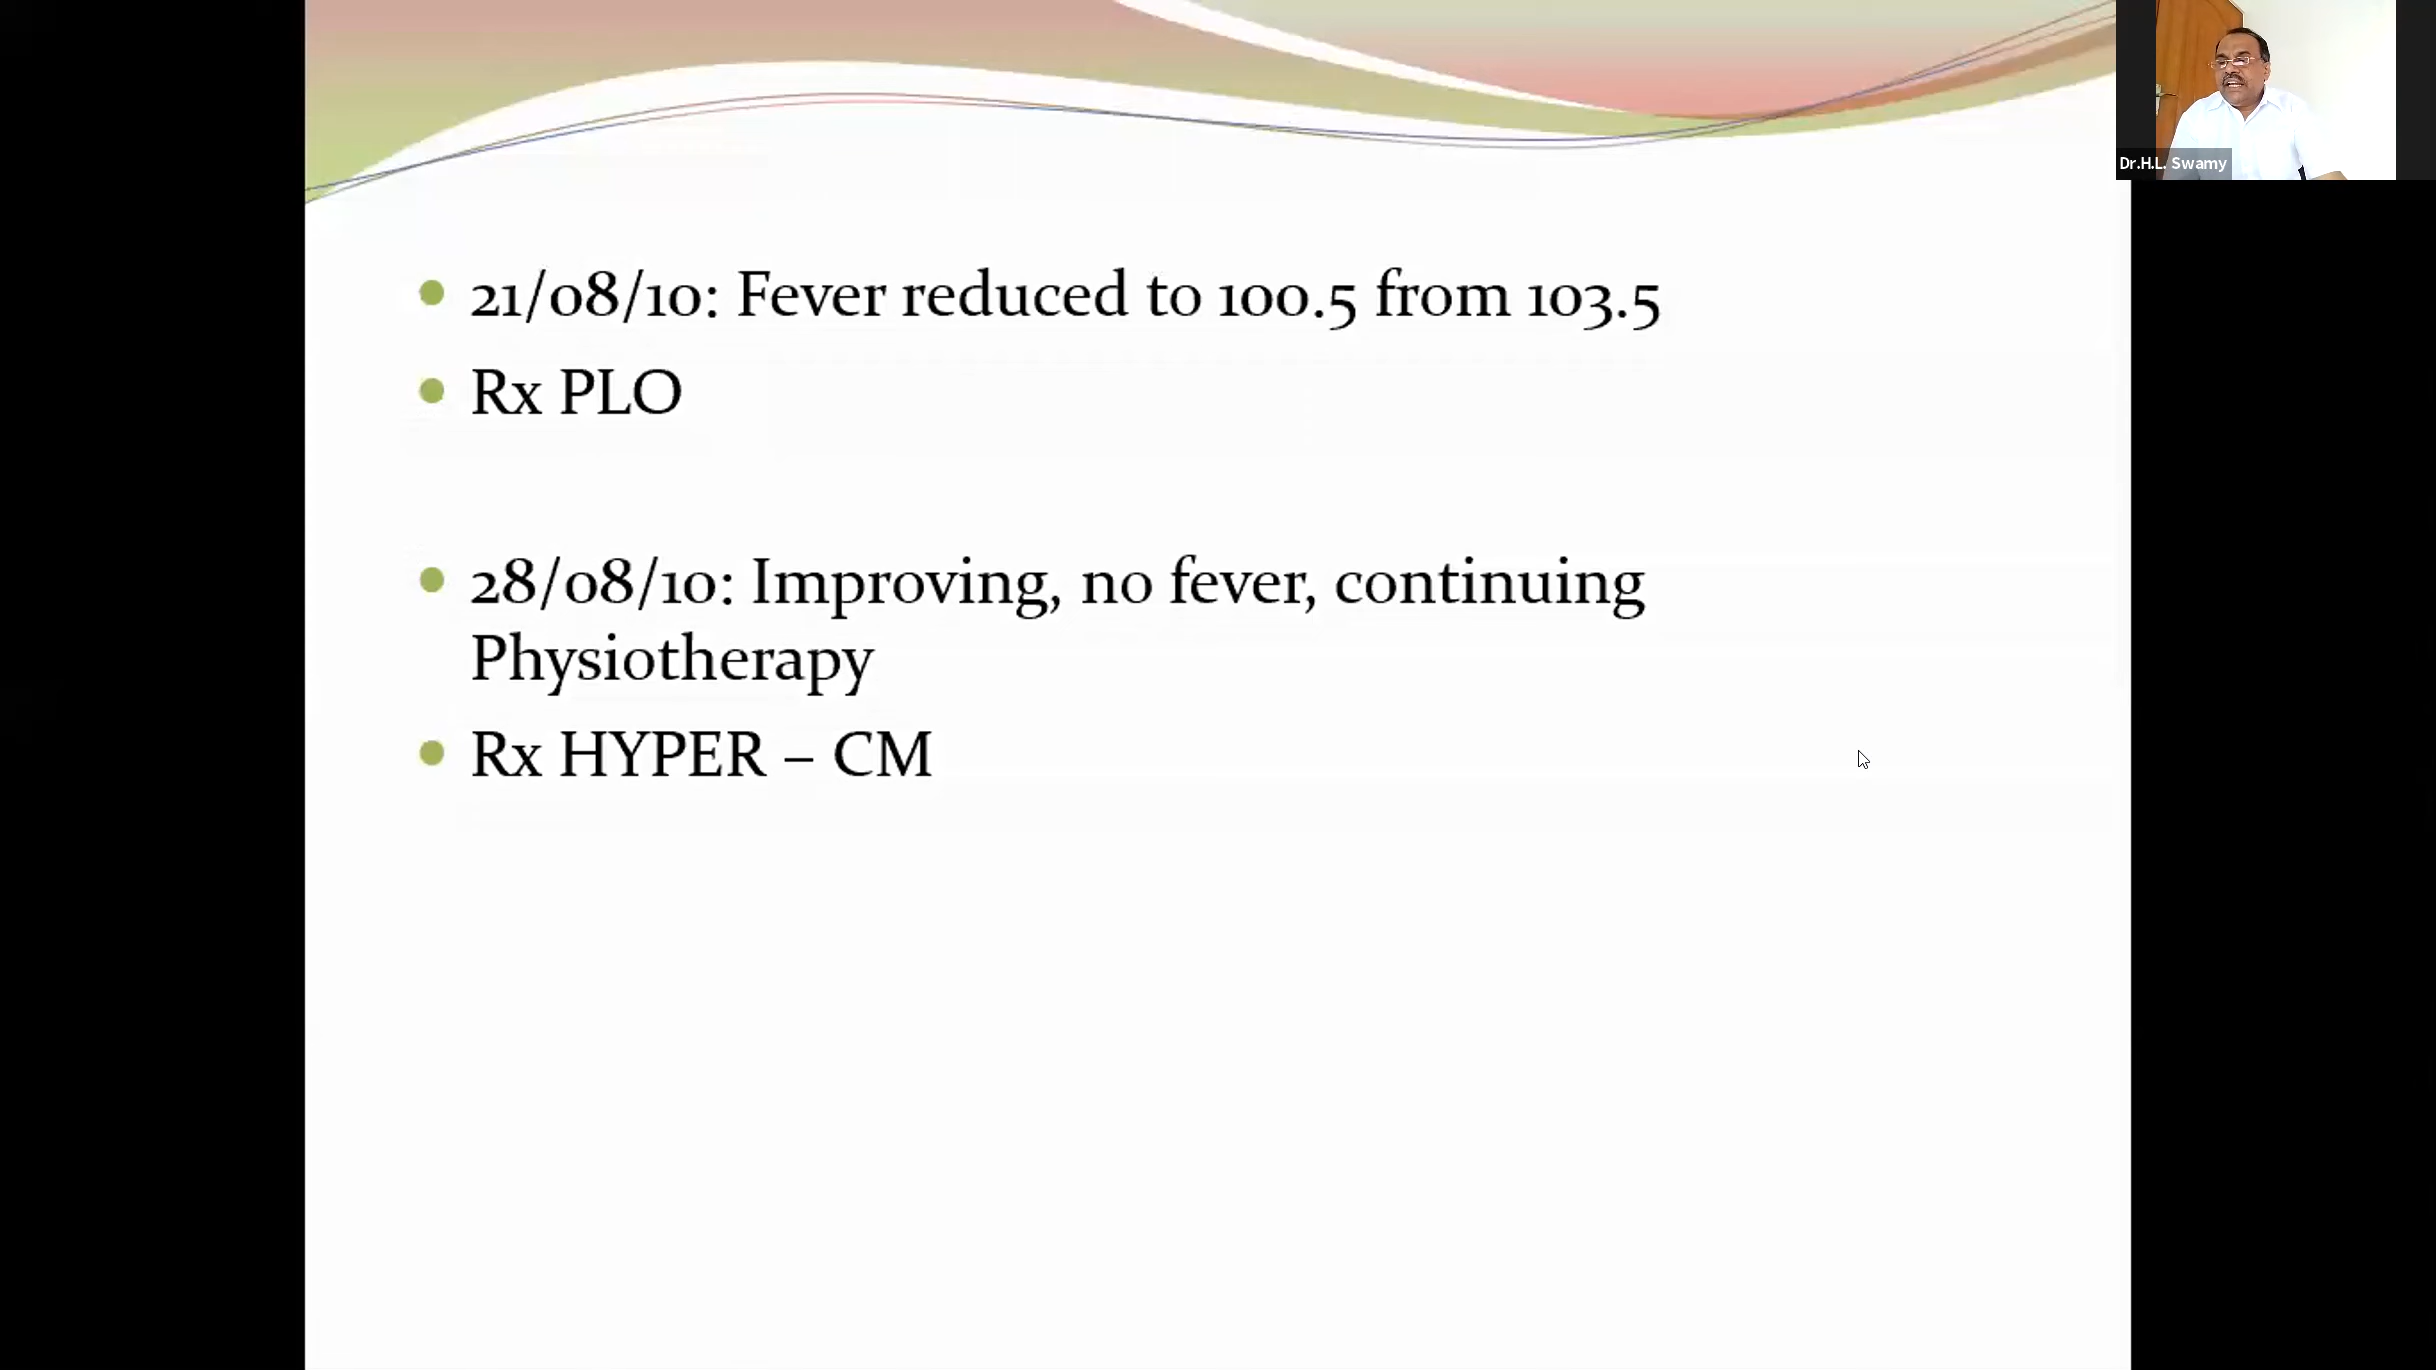 Dr.H.L. Swamy
21/08/10: Fever reduced to 100.5 from 103.5
Rx PLO
28/08/10: Improving, no fever, continuing
Physiotherapy
Rx HYPER – CM